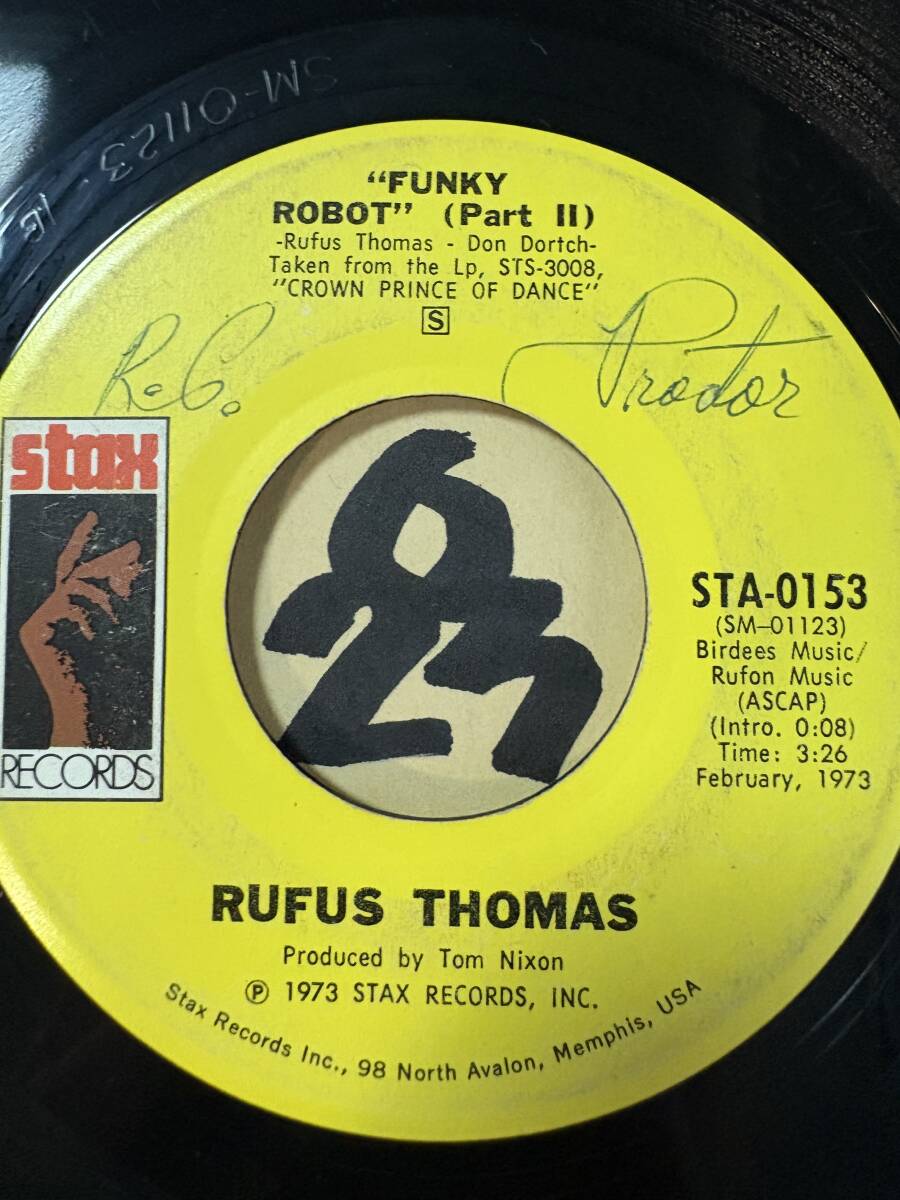 SM-01123
"FUNKY
ROBOT" (Part II)
-Rufus Thomas - Don Dortch-
Taken from the Lp, STS-3008,
"CROWN PRINCE OF DANCE"
S
R.C.
stax
RECORDS
STA-0153
(SM-01123)
Birdees Music/
Rufon Music
(ASCAP)
(Intro. 0:08)
Time: 3:26
February, 1973
RUFUS THOMAS
Produced by Tom Nixon
Ⓟ 1973 STAX RECORDS, INC.
Stax Records Inc., 98 North Avalon, Memphis, USA